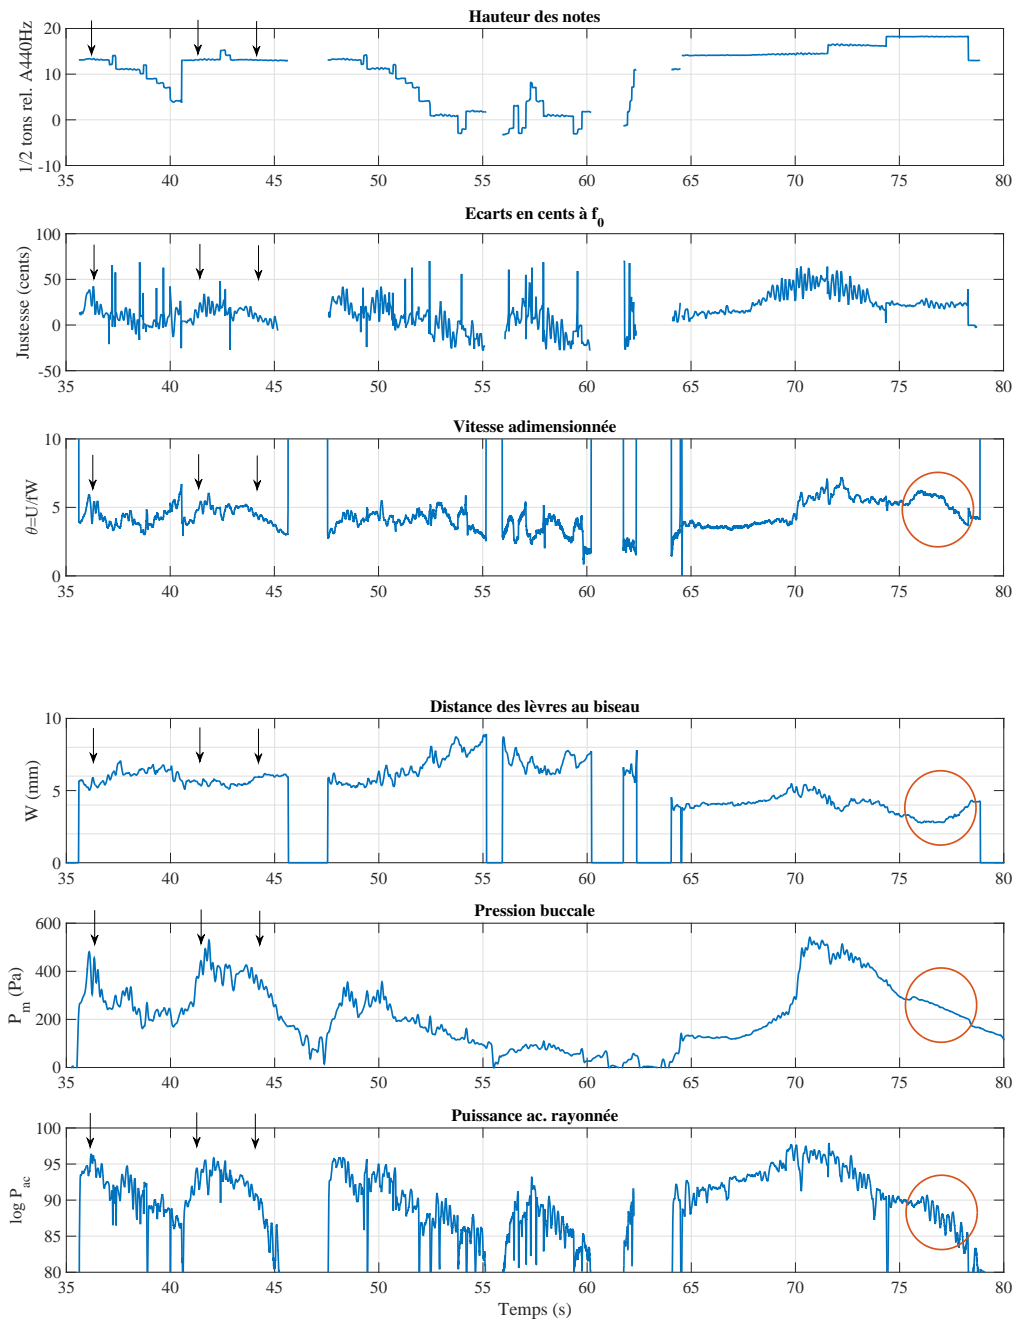 Hauteur des notes
1/2 tons rel. A440Hz
20
10
0
-10
35 40 45 50 55 60 65 70 75 80
Ecarts en cents à f0
Justesse (cents)
100
50
0
-50
35 40 45 50 55 60 65 70 75 80
Vitesse adimensionnée
θ=U/fW
10
5
0
35 40 45 50 55 60 65 70 75 80
Distance des lèvres au biseau
W (mm)
10
5
0
35 40 45 50 55 60 65 70 75 80
Pression buccale
Pm (Pa)
600
400
200
0
35 40 45 50 55 60 65 70 75 80
Puissance ac. rayonnée
log Pac
100
95
90
85
80
35 40 45 50 55 60 65 70 75 80
Temps (s)